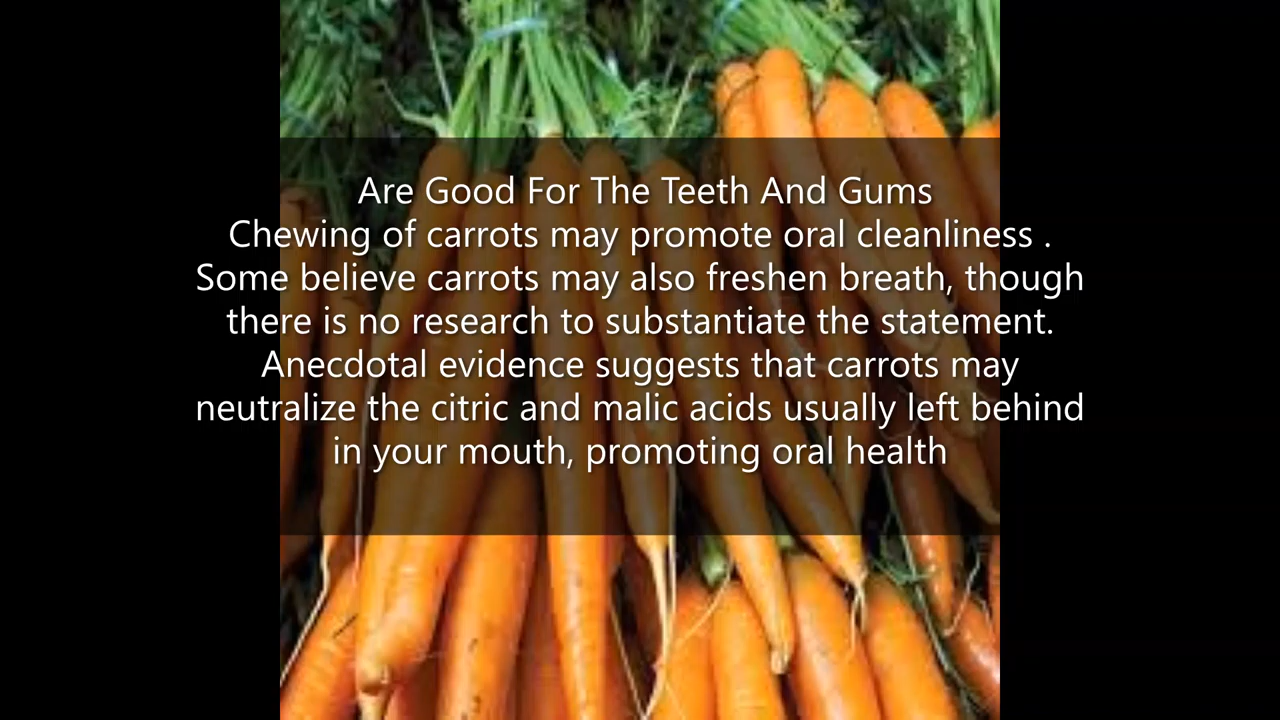 Are Good For The Teeth And Gums
Chewing of carrots may promote oral cleanliness .
Some believe carrots may also freshen breath, though
there is no research to substantiate the statement.
Anecdotal evidence suggests that carrots may
neutralize the citric and malic acids usually left behind
in your mouth, promoting oral health